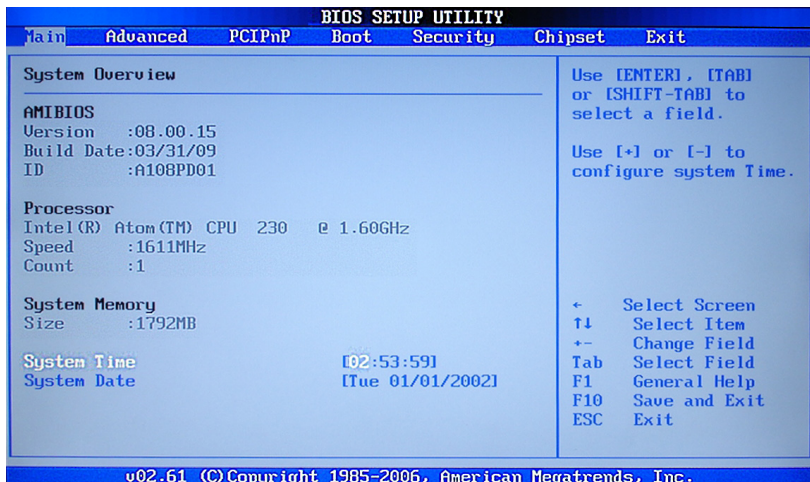 BIOS SETUP UTILITY
Main Advanced PCIPnP Boot Security Chipset Exit
System Overview
AMIBIOS
Version :08.00.15
Build Date:03/31/09
ID :A108PD01
Processor
Intel(R) Atom(TM) CPU 230 @ 1.60GHz
Speed :1611MHz
Count :1
System Memory
Size :1792MB
System Time [02:53:59]
System Date [Tue 01/01/2002]
Use [ENTER], [TAB]
or [SHIFT-TAB] to
select a field.
Use [+] or [-] to
configure system Time.
← Select Screen
↑↓ Select Item
+- Change Field
Tab Select Field
F1 General Help
F10 Save and Exit
ESC Exit
v02.61 (C)Copyright 1985-2006, American Megatrends, Inc.